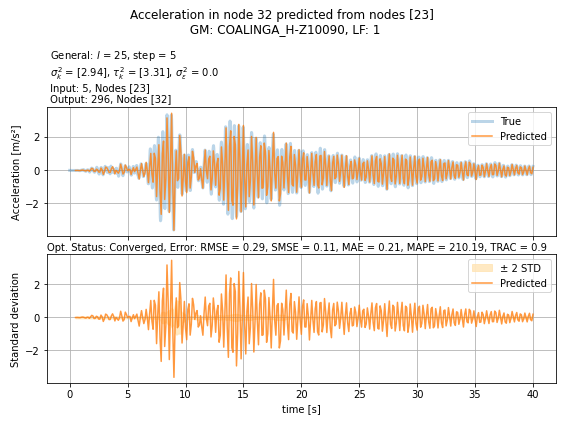 Acceleration in node 32 predicted from nodes [23]
GM: COALINGA_H-Z10090, LF: 1
General: l = 25, step = 5
σ²ₖ = [2.94], τ²ₖ = [3.31], σ²ε = 0.0
Input: 5, Nodes [23]
Output: 296, Nodes [32]
Acceleration [m/s²]
2
0
−2
True
Predicted
Opt. Status: Converged, Error: RMSE = 0.29, SMSE = 0.11, MAE = 0.21, MAPE = 210.19, TRAC = 0.9
Standard deviation
2
0
−2
± 2 STD
Predicted
0 5 10 15 20 25 30 35 40
time [s]